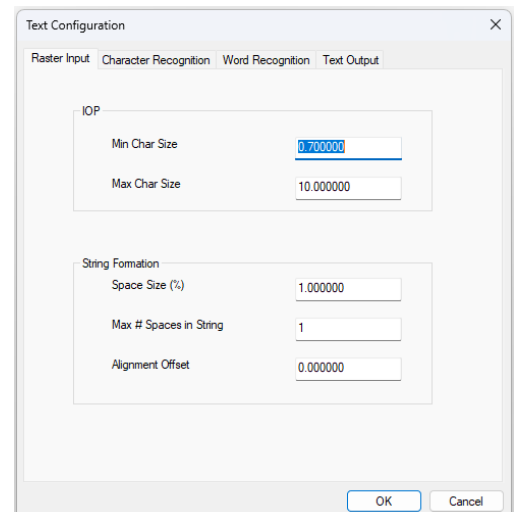 Text Configuration
Raster Input Character Recognition Word Recognition Text Output
IOP
Min Char Size 0.700000
Max Char Size 10.000000
String Formation
Space Size (%) 1.000000
Max # Spaces in String 1
Alignment Offset 0.000000
OK Cancel